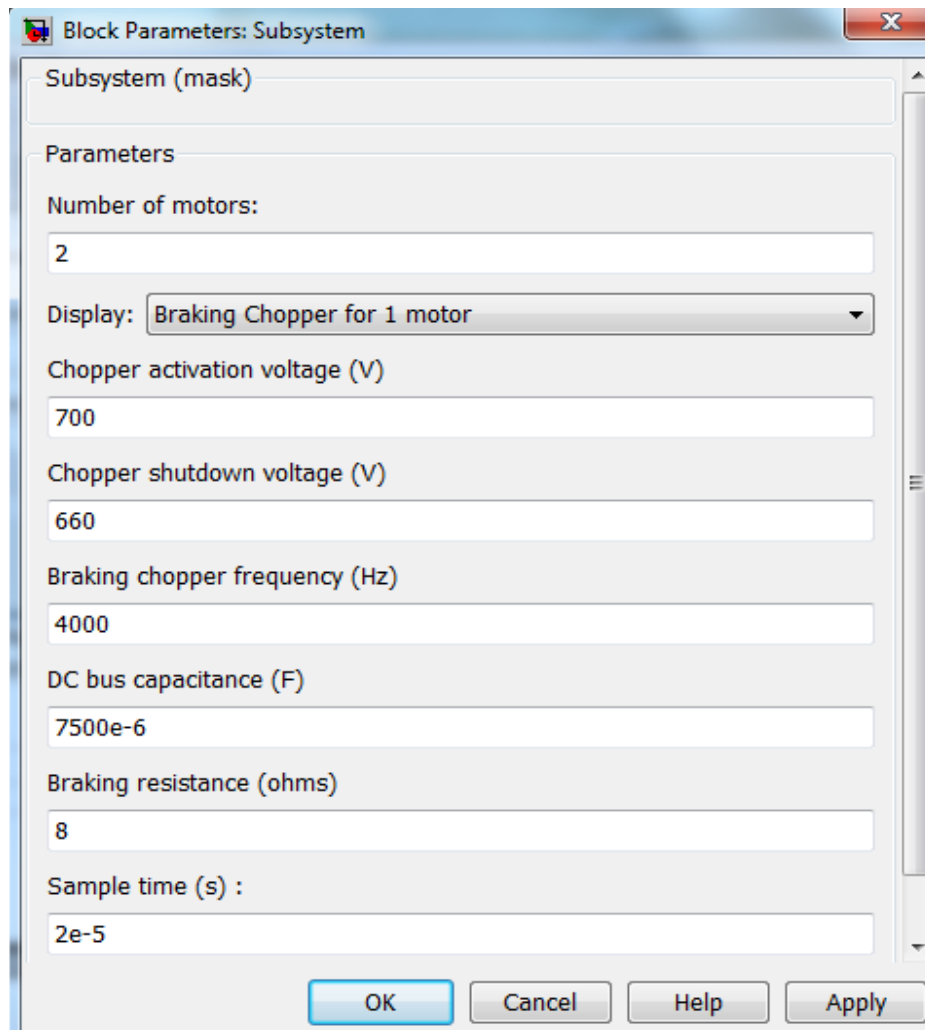 Block Parameters: Subsystem
Subsystem (mask)
Parameters
Number of motors:
2
Display: Braking Chopper for 1 motor
Chopper activation voltage (V)
700
Chopper shutdown voltage (V)
660
Braking chopper frequency (Hz)
4000
DC bus capacitance (F)
7500e-6
Braking resistance (ohms)
8
Sample time (s) :
2e-5
OK Cancel Help Apply